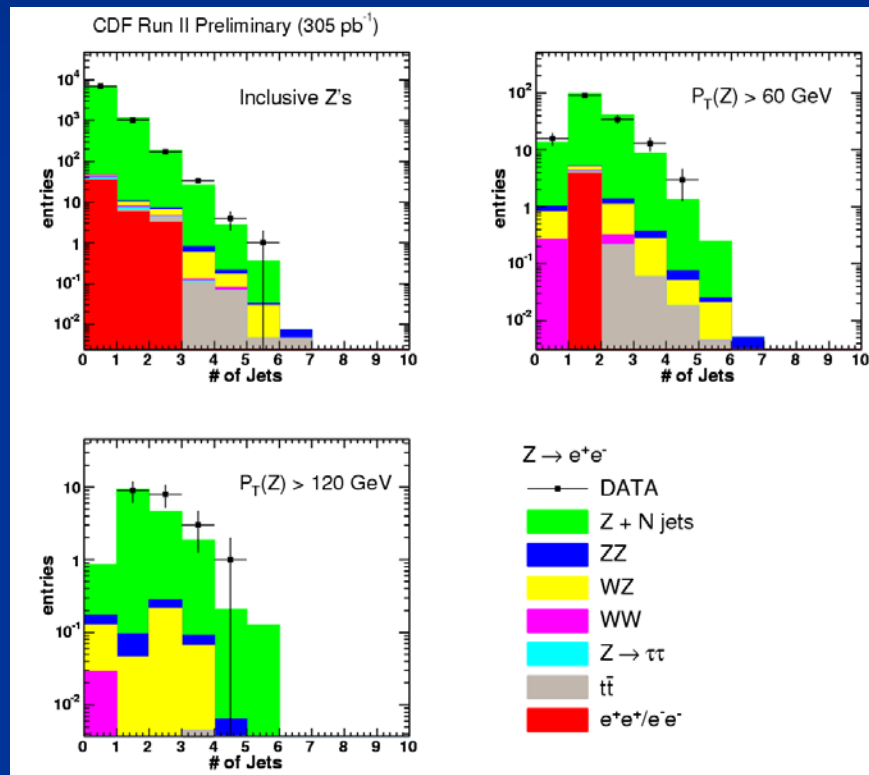 CDF Run II Preliminary (305 pb⁻¹)
Inclusive Z's
entries
10⁴
10³
10²
10
1
10⁻¹
10⁻²
0 1 2 3 4 5 6 7 8 9 10
# of Jets
P_T(Z) > 60 GeV
entries
10²
10
1
10⁻¹
10⁻²
0 1 2 3 4 5 6 7 8 9 10
# of Jets
P_T(Z) > 120 GeV
entries
10
1
10⁻¹
10⁻²
0 1 2 3 4 5 6 7 8 9 10
# of Jets
Z → e⁺e⁻
DATA
Z + N jets
ZZ
WZ
WW
Z → ττ
tt̄
e⁺e⁺/e⁻e⁻